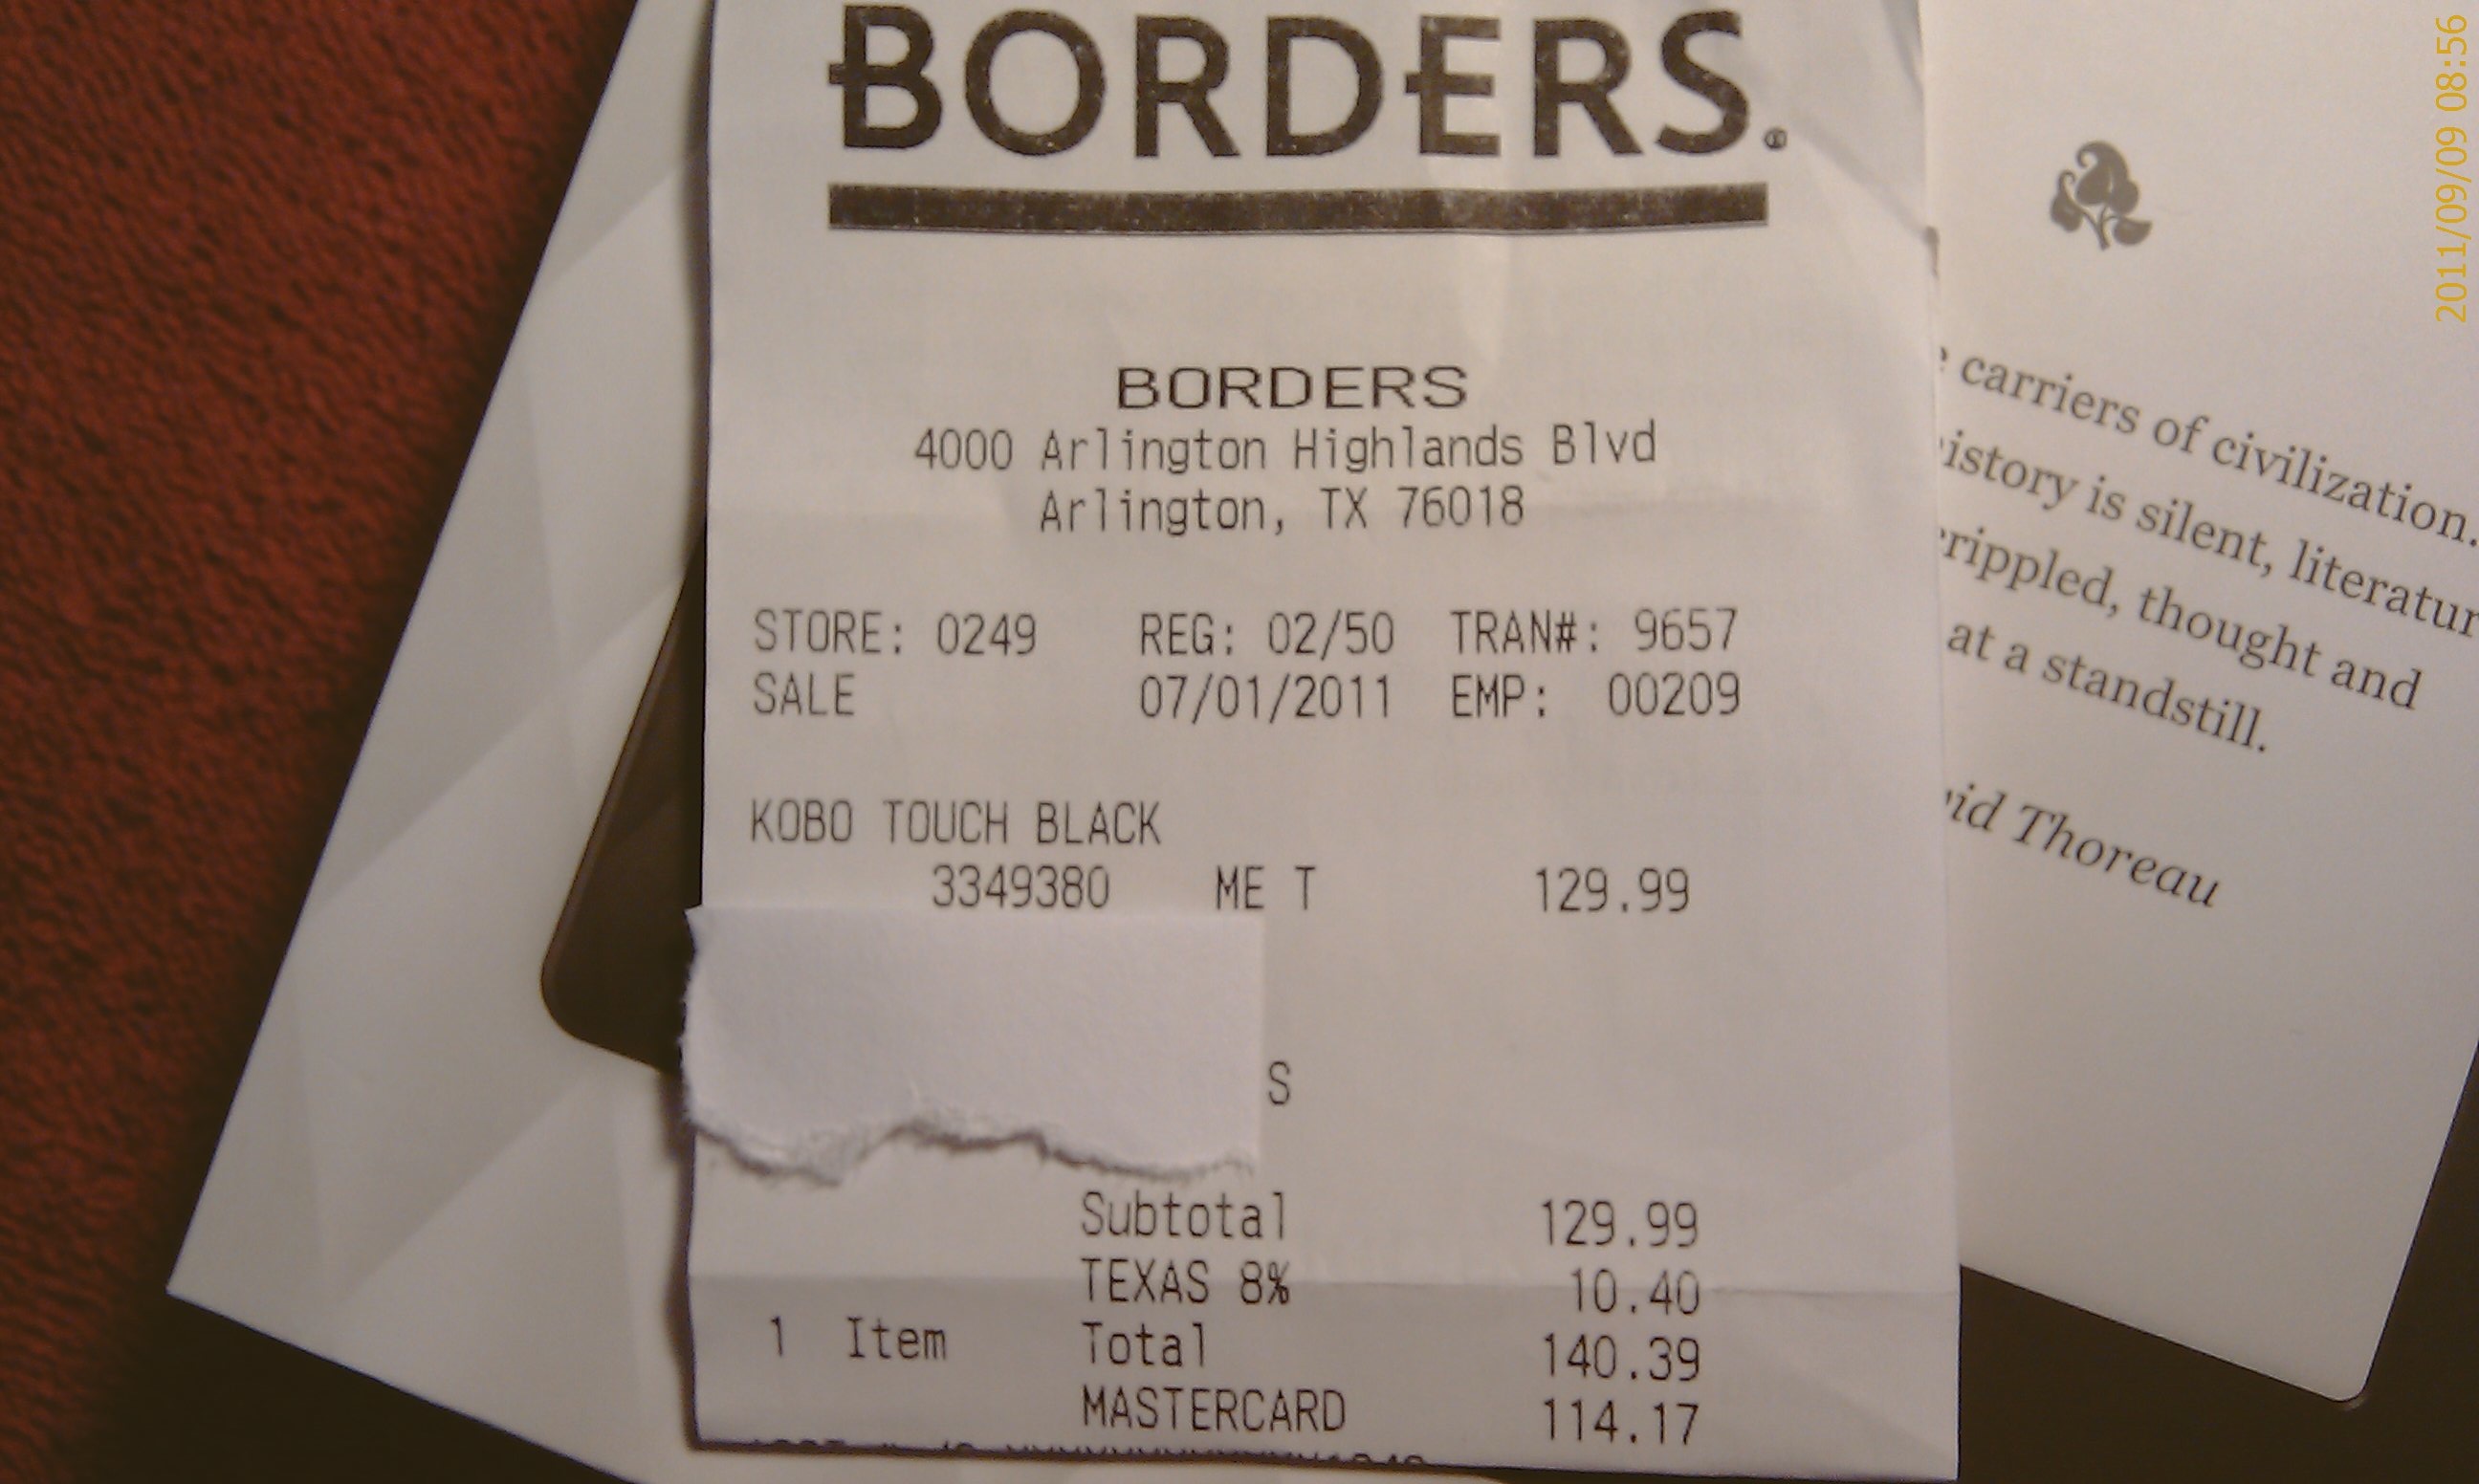 BORDERS®
BORDERS
4000 Arlington Highlands Blvd
Arlington, TX 76018
STORE: 0249 REG: 02/50 TRAN#: 9657
SALE 07/01/2011 EMP: 00209
KOBO TOUCH BLACK
3349380 ME T 129.99
S
Subtotal 129.99
TEXAS 8% 10.40
1 Item Total 140.39
MASTERCARD 114.17
carriers of civilization.
istory is silent, literatur
rippled, thought and
at a standstill.
vid Thoreau
2011/09/09 08:56